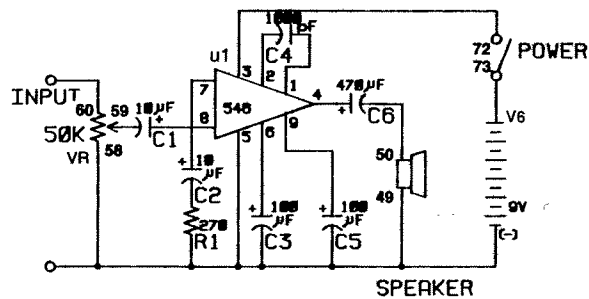 1000
pF
u1
C4
3
2
72
POWER
73
7
1
INPUT
60
59
10µF
+
8
546
4
470µF
+
C6
V6
50K
VR
58
C1
5
6
9
10
+
µF
C2
50
49
270
R1
100
+
µF
C3
100
+
µF
C5
9V
(-)
SPEAKER